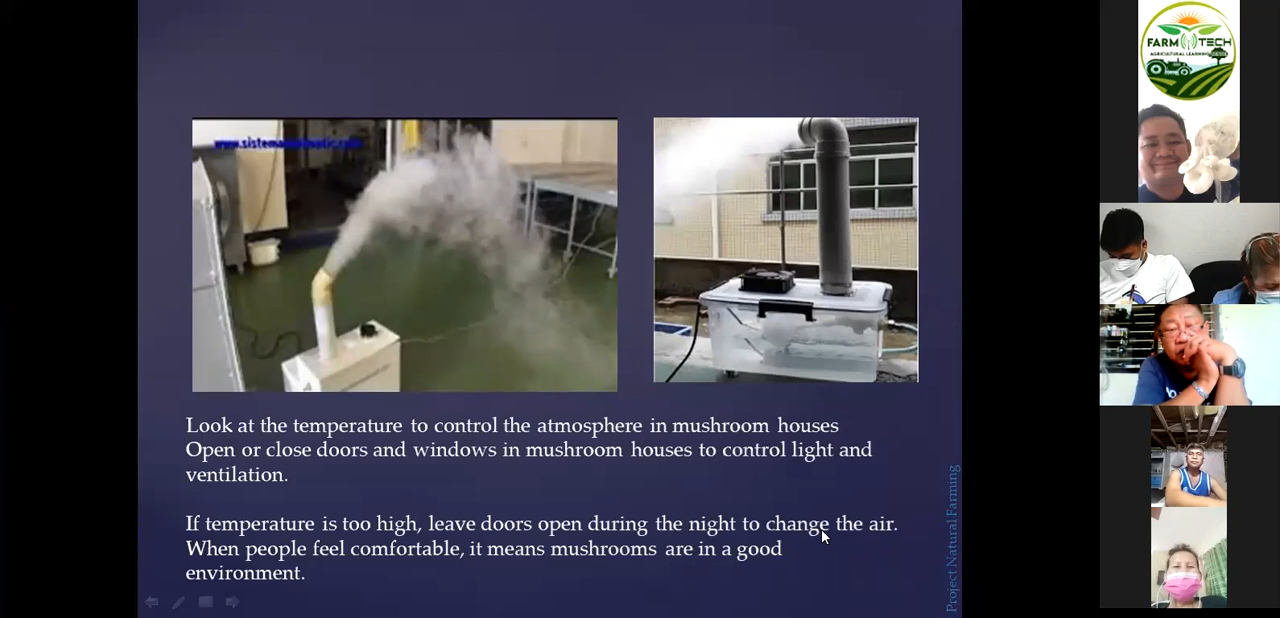 Look at the temperature to control the atmosphere in mushroom houses
Open or close doors and windows in mushroom houses to control light and
ventilation.
If temperature is too high, leave doors open during the night to change the air.
When people feel comfortable, it means mushrooms are in a good
environment.
Project Natural Farming
FARM TECH
AGRICULTURAL LEARNING